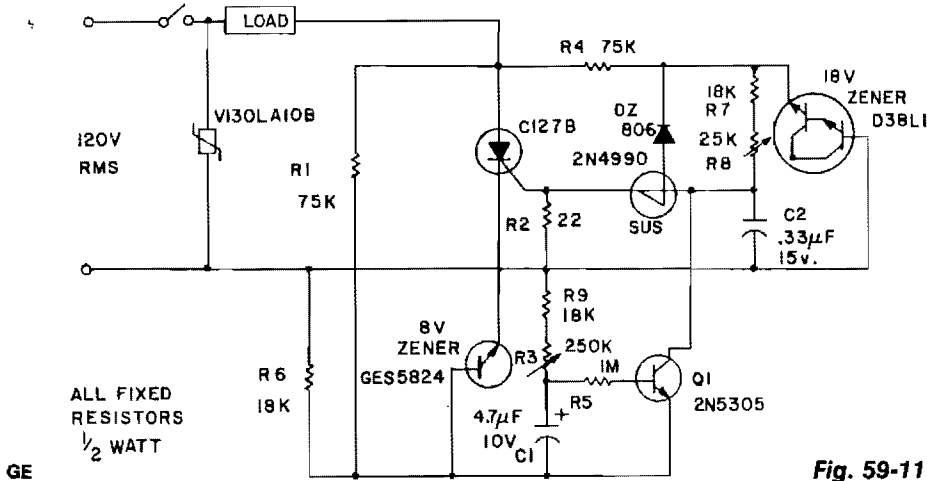 LOAD
R4 75K
18V
ZENER
D38L1
18K
R7
25K
R8
V130LA10B
120V
RMS
C127B
DZ
806
2N4990
SUS
R1
75K
R2
22
C2
.33μF
15v.
R9
18K
8V
ZENER
GES5824
R3
250K
1M
R5
Q1
2N5305
R6
18K
4.7μF
10V
+
C1
ALL FIXED
RESISTORS
1/2 WATT
GE
Fig. 59-11